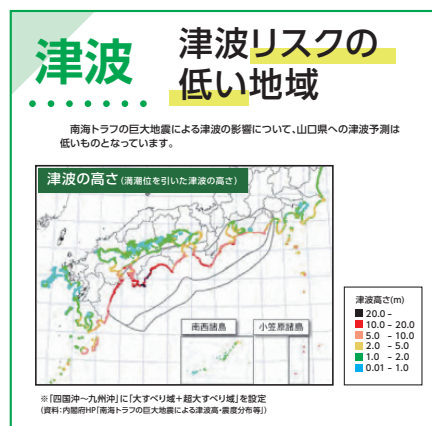 津波
津波リスクの
低い地域
南海トラフの巨大地震による津波の影響について、山口県への津波予測は
低いものとなっています。
津波の高さ(満潮位を引いた津波の高さ)
南西諸島
小笠原諸島
津波高さ(m)
20.0 -
10.0 - 20.0
5.0 - 10.0
2.0 - 5.0
1.0 - 2.0
0.01 - 1.0
※「四国沖～九州沖」に「大すべり域+超大すべり域」を設定
(資料:内閣府HP「南海トラフの巨大地震による津波高・震度分布等」)